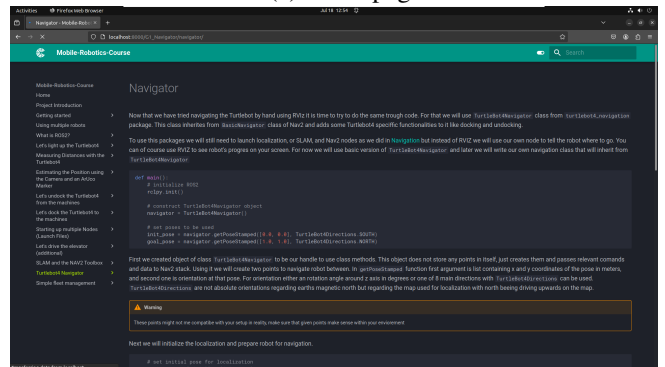 Activities Firefox Web Browser Jul 18 12:54
Navigator - Mobile-Robo
localhost:8000/C1_Navigator/navigator/
Mobile-Robotics-Course
Search
Mobile-Robotics-Course
Home
Project Introduction
Getting started
Using multiple robots
What is ROS2?
Let's light up the Turtlebot4
Measuring Distances with the
Turtlebot4
Estimating the Position using
the Camera and an ArUco
Marker
Let's undock the Turtlebot4
from the machines
Let's dock the Turtlebot4 to
the machines
Starting up multiple Nodes
(Launch Files)
Let's drive the elevator
(additional)
SLAM and the NAV2 Toolbox
Turtlebot4 Navigator
Simple fleet management
Navigator
Now that we have tried navigating the Turtlebot by hand using RViz it is time to try to do the same trough code. For that we will use TurtleBot4Navigator class from turtlebot4_navigation
package. This class inherits from BasicNavigator class of Nav2 and adds some Turtlebot4 specific functionalities to it like docking and undocking.
To use this packages we will still need to launch localization, or SLAM, and Nav2 nodes as we did in Navigation but instead of RVIZ we will use our own node to tell the robot where to go. You
can of course use RVIZ to see robot's progres on your screen. For now we will use basic version of TurtleBot4Navigator and later we will write our own navigation class that will inherit from
TurtleBot4Navigator
def main():
# initialize ROS2
rclpy.init()
# construct TurtleBot4Navigator object
navigator = TurtleBot4Navigator()
# set poses to be used
init_pose = navigator.getPoseStamped([0.0, 0.0], TurtleBot4Directions.SOUTH)
goal_pose = navigator.getPoseStamped([1.0, 1.0], TurtleBot4Directions.NORTH)
First we created object of class TurtleBot4Navigator to be our handle to use class methods. This object does not store any points in itself, just creates them and passes relevant comands
and data to Nav2 stack. Using it we will create two points to navigate robot between. In getPoseStamped function first argument is list containing x and y coordinates of the pose in meters,
and second one is orientation at that pose. For orientation either an rotation angle around z axis in degrees or one of 8 main directions with TurtleBot4Directions can be used.
TurtleBot4Directions are not absolute orientations regarding earths magnetic north but regarding the map used for localization with north beeing driving upwards on the map.
Warning
These points might not me compatibe with your setup in reality, make sure that given points make sense within your enviorement
Next we will initialize the localization and prepare robot for navigation.
# set initial pose for localization